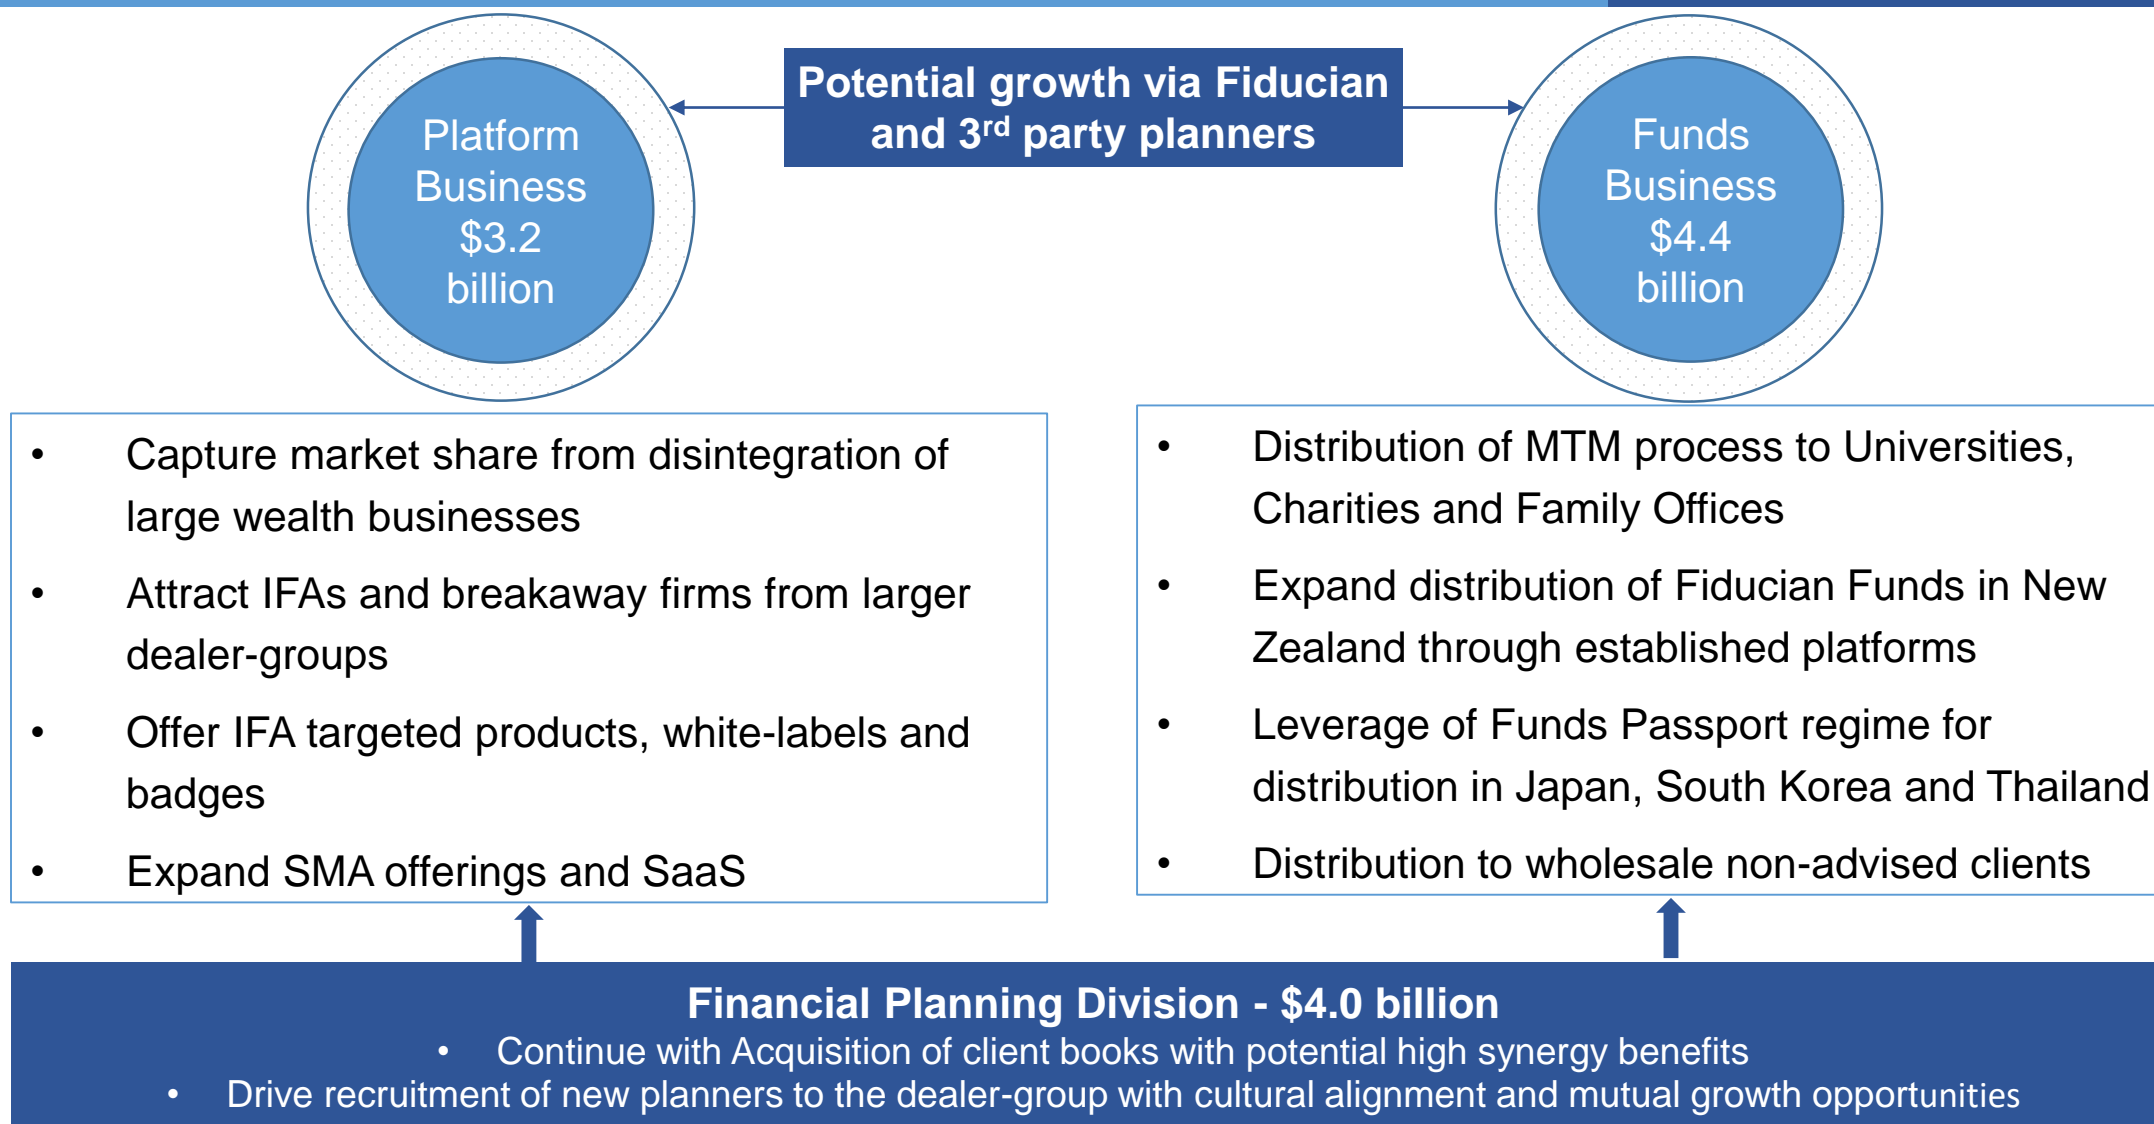 Potential growth via Fiducian
and 3rd party planners
Platform
Business
$3.2
billion
Funds
Business
$4.4
billion
• Capture market share from disintegration of
large wealth businesses
• Attract IFAs and breakaway firms from larger
dealer-groups
• Offer IFA targeted products, white-labels and
badges
• Expand SMA offerings and SaaS
• Distribution of MTM process to Universities,
Charities and Family Offices
• Expand distribution of Fiducian Funds in New
Zealand through established platforms
• Leverage of Funds Passport regime for
distribution in Japan, South Korea and Thailand
• Distribution to wholesale non-advised clients
Financial Planning Division - $4.0 billion
• Continue with Acquisition of client books with potential high synergy benefits
• Drive recruitment of new planners to the dealer-group with cultural alignment and mutual growth opportunities